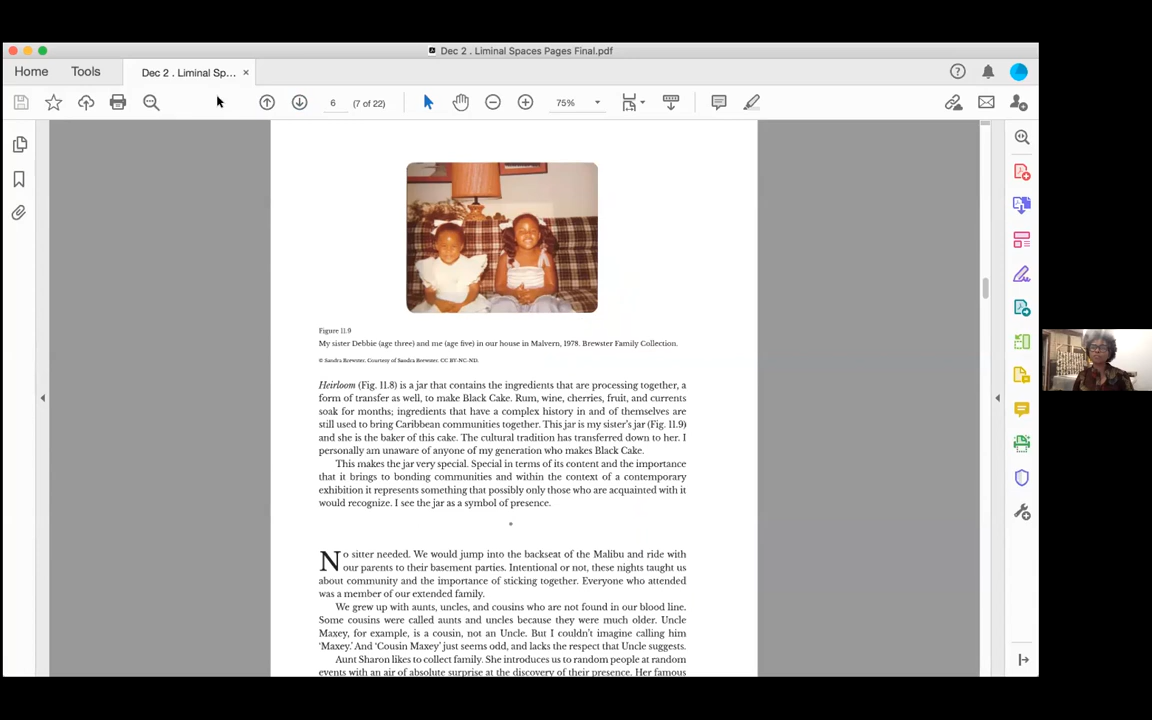 Dec 2 . Liminal Spaces Pages Final.pdf
Home
Tools
Dec 2 . Liminal Sp...
6
(7 of 22)
75%
Figure 11.9
My sister Debbie (age three) and me (age five) in our house in Malvern, 1978. Brewster Family Collection.
© Sandra Brewster. Courtesy of Sandra Brewster. CC BY-NC-ND.
Heirloom (Fig. 11.8) is a jar that contains the ingredients that are processing together, a
form of transfer as well, to make Black Cake. Rum, wine, cherries, fruit, and currents
soak for months; ingredients that have a complex history in and of themselves are
still used to bring Caribbean communities together. This jar is my sister's jar (Fig. 11.9)
and she is the baker of this cake. The cultural tradition has transferred down to her. I
personally am unaware of anyone of my generation who makes Black Cake.
This makes the jar very special. Special in terms of its content and the importance
that it brings to bonding communities and within the context of a contemporary
exhibition it represents something that possibly only those who are acquainted with it
would recognize. I see the jar as a symbol of presence.
*
No sitter needed. We would jump into the backseat of the Malibu and ride with
our parents to their basement parties. Intentional or not, these nights taught us
about community and the importance of sticking together. Everyone who attended
was a member of our extended family.
We grew up with aunts, uncles, and cousins who are not found in our blood line.
Some cousins were called aunts and uncles because they were much older. Uncle
Maxey, for example, is a cousin, not an Uncle. But I couldn't imagine calling him
'Maxey.' And 'Cousin Maxey' just seems odd, and lacks the respect that Uncle suggests.
Aunt Sharon likes to collect family. She introduces us to random people at random
events with an air of absolute surprise at the discovery of their presence. Her famous